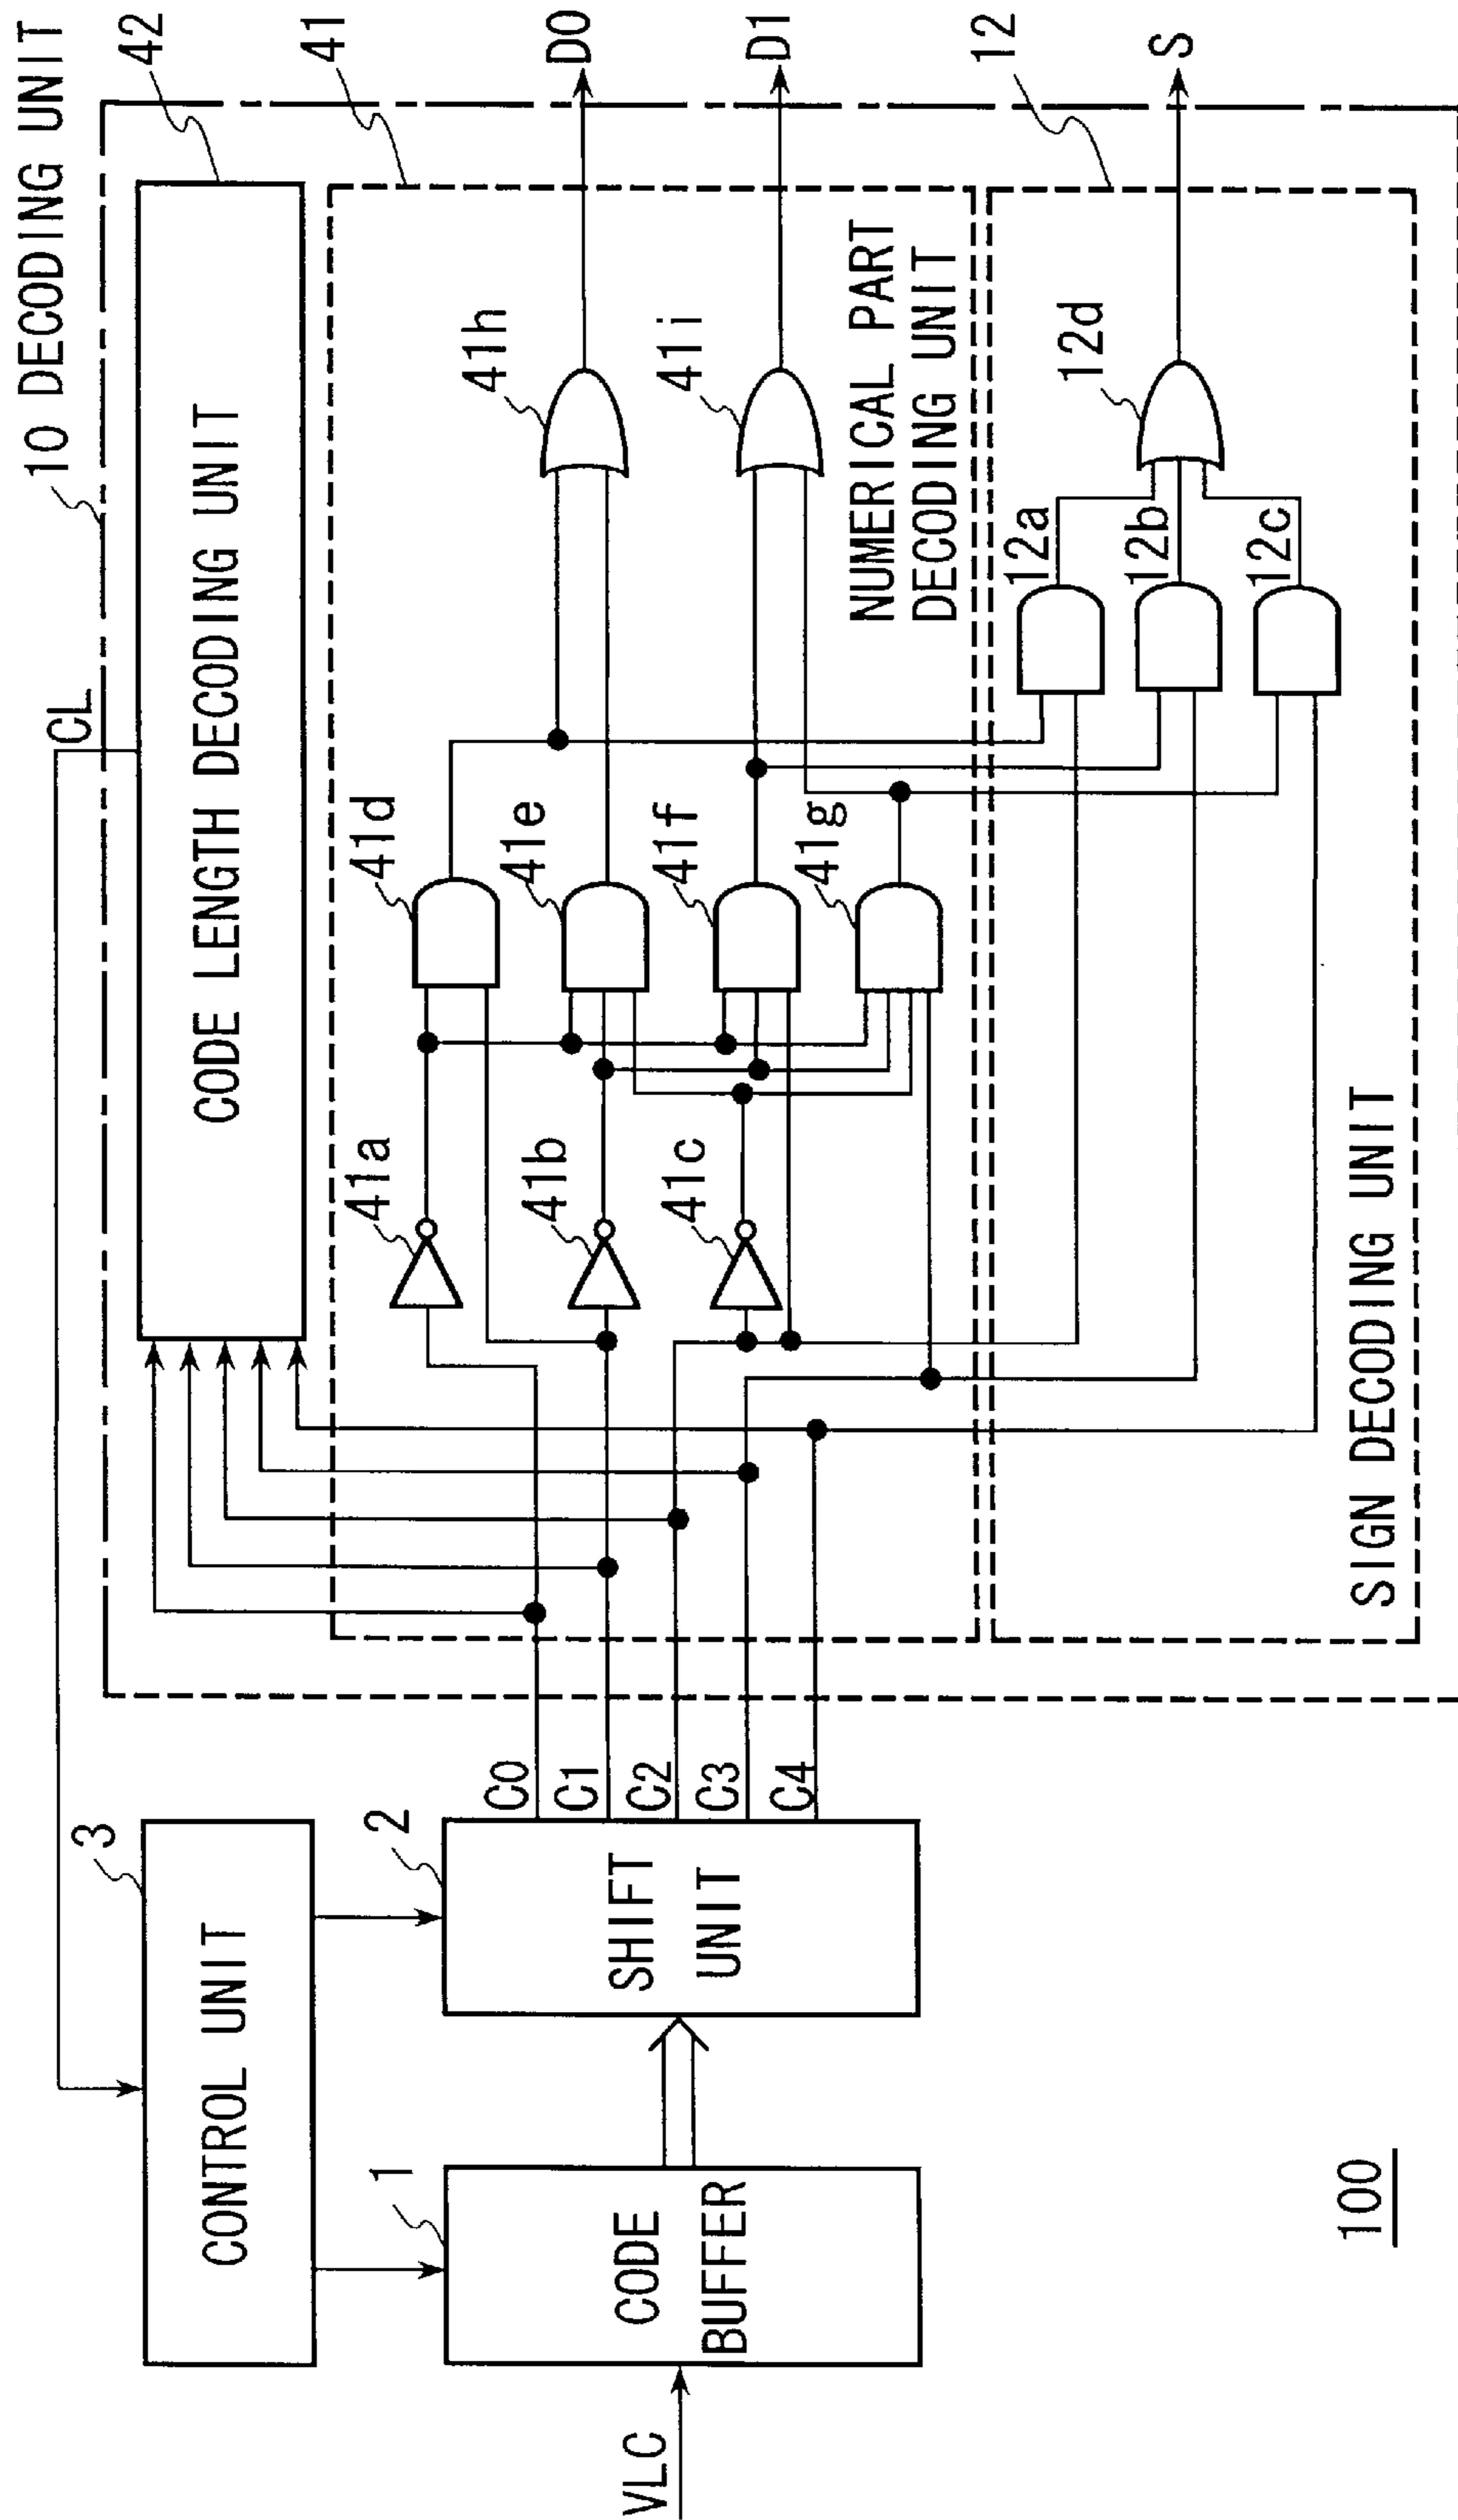 10 DECODING UNIT
42
41
CL
CODE LENGTH DECODING UNIT
3
CONTROL UNIT
D0
D1
12
S
41a
41d
41h
2
C0
C1
C2
C3
C4
41b
41e
41i
1
41c
41f
41g
NUMERICAL PART
DECODING UNIT
VLC
CODE
BUFFER
SHIFT
UNIT
12a
12b
12c
12d
SIGN DECODING UNIT
100